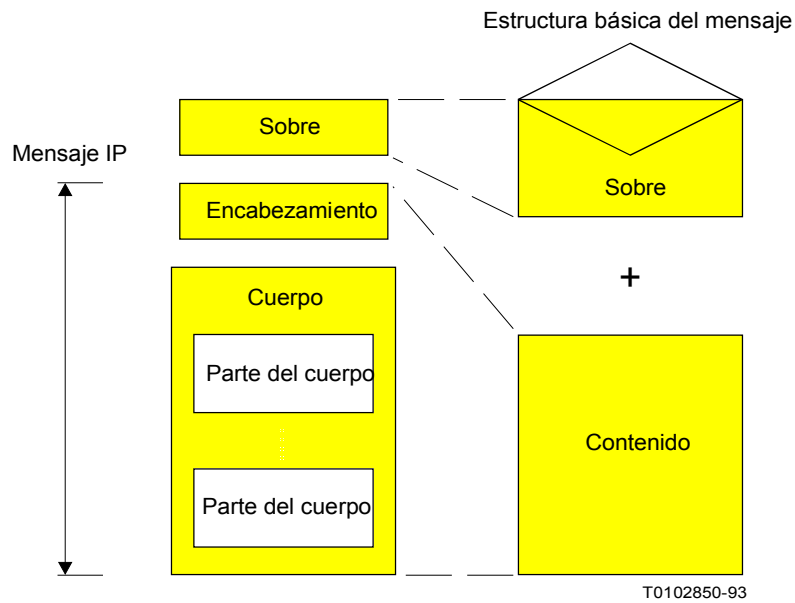 Estructura básica del mensaje
Sobre
Mensaje IP
Encabezamiento
Sobre
+
Cuerpo
Parte del cuerpo
Contenido
Parte del cuerpo
T0102850-93